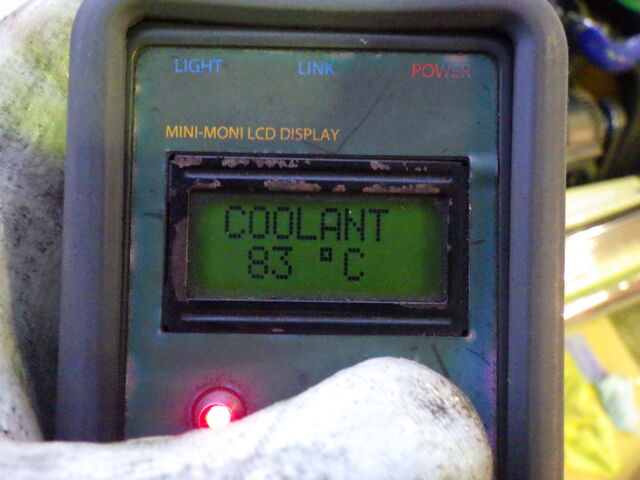 LIGHT LINK POWER
MINI-MONI LCD DISPLAY
COOLANT
83 °C